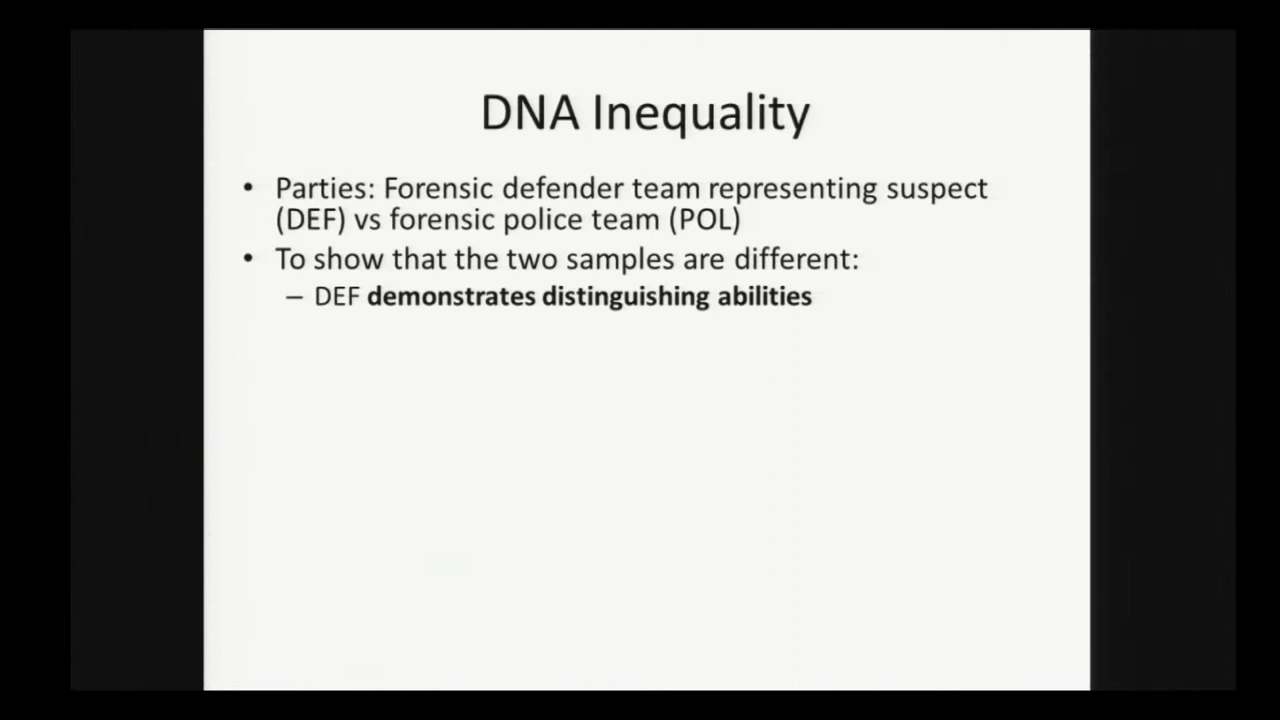 DNA Inequality
• Parties: Forensic defender team representing suspect
(DEF) vs forensic police team (POL)
• To show that the two samples are different:
– DEF demonstrates distinguishing abilities